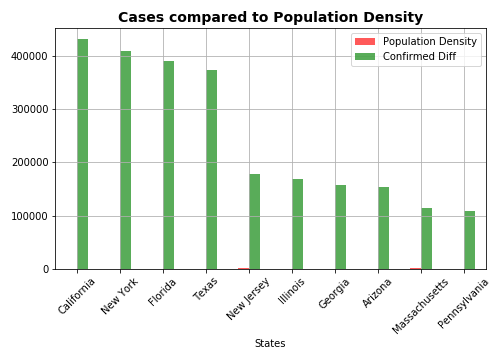 Cases compared to Population Density
Population Density
Confirmed Diff
400000
300000
200000
100000
0
California
New York
Florida
Texas
New Jersey
Illinois
Georgia
Arizona
Massachusetts
Pennsylvania
States